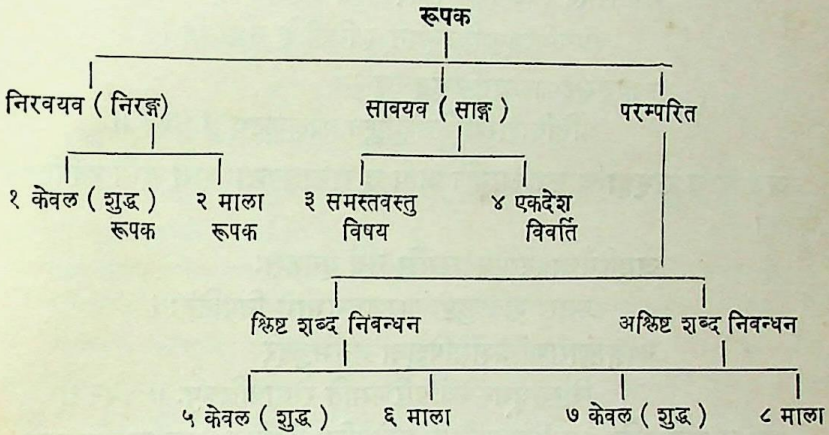 रूपक
निरवयव ( निरङ्ग) सावयव ( साङ्ग ) परम्परित
१ केवल ( शुद्ध ) २ माला ३ समस्तवस्तु ४ एकदेश
रूपक रूपक विषय विवर्ति
श्लिष्ट शब्द निबन्धन अश्लिष्ट शब्द निबन्धन
५ केवल ( शुद्ध ) ६ माला ७ केवल ( शुद्ध ) ८ माला